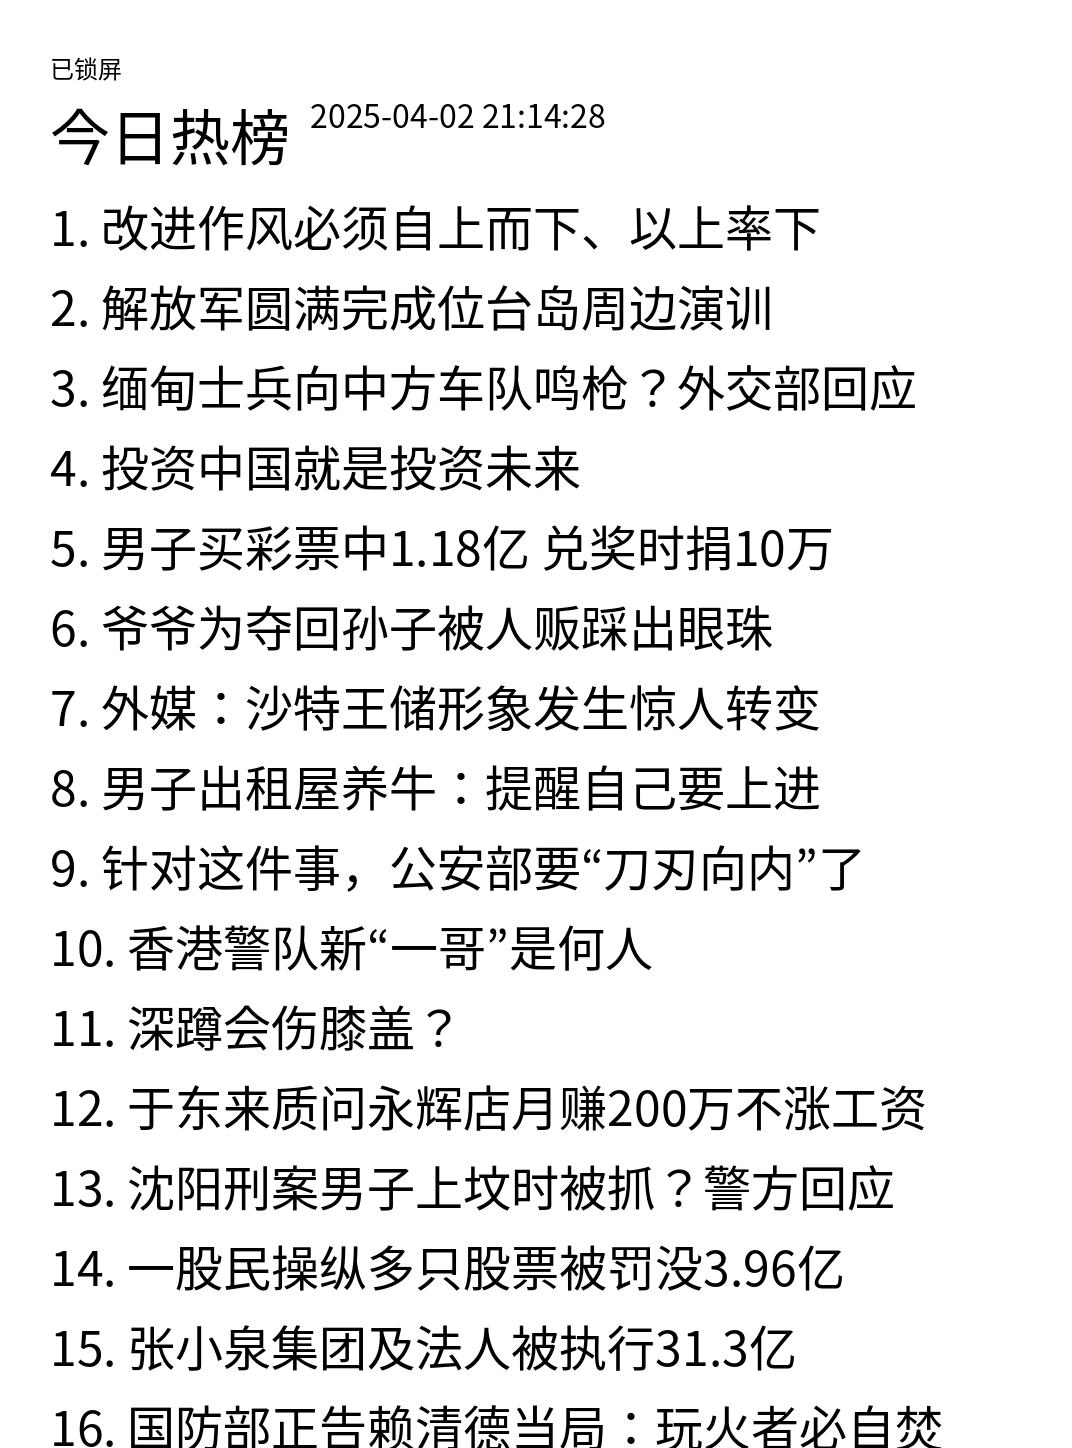 已锁屏
今日热榜 2025-04-02 21:14:28
1. 改进作风必须自上而下、以上率下
2. 解放军圆满完成位台岛周边演训
3. 缅甸士兵向中方车队鸣枪？外交部回应
4. 投资中国就是投资未来
5. 男子买彩票中1.18亿 兑奖时捐10万
6. 爷爷为夺回孙子被人贩踩出眼珠
7. 外媒：沙特王储形象发生惊人转变
8. 男子出租屋养牛：提醒自己要上进
9. 针对这件事，公安部要“刀刃向内”了
10. 香港警队新“一哥”是何人
11. 深蹲会伤膝盖？
12. 于东来质问永辉店月赚200万不涨工资
13. 沈阳刑案男子上坟时被抓？警方回应
14. 一股民操纵多只股票被罚没3.96亿
15. 张小泉集团及法人被执行31.3亿
16. 国防部正告赖清德当局：玩火者必自焚